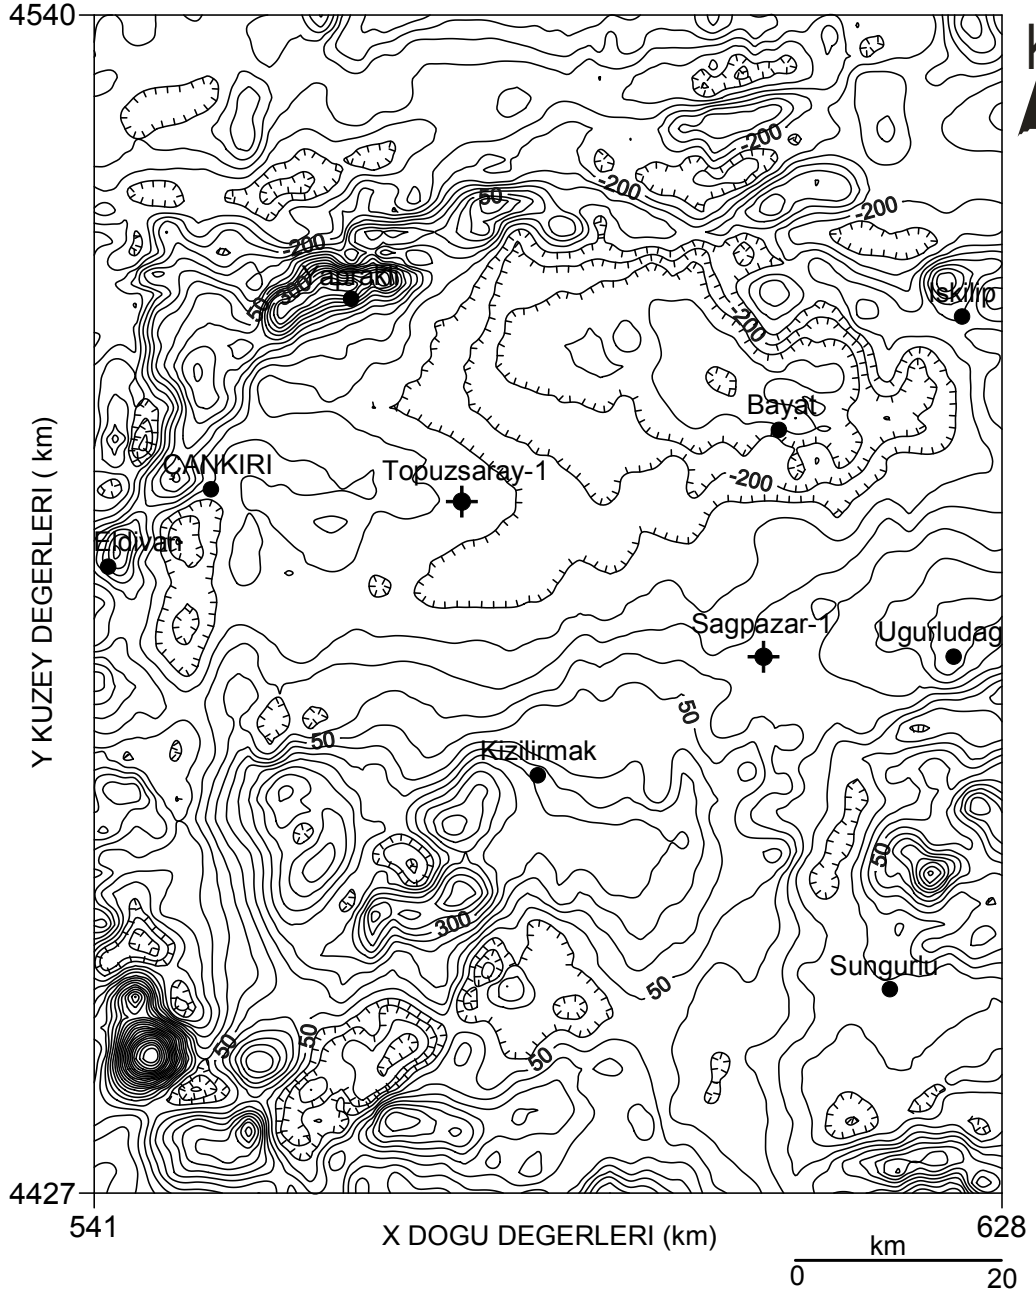 4540
K
-200
-200
50
-200
-200
Yaprakli
300
50
Iskilip
-200
Bayat
ÇANKIRI
Topuzsaray-1
-200
Eldivan
Sagpazar-1
Ugurludag
50
50
Kizilirmak
50
300
Sungurlu
50
50
50
50
Y KUZEY DEGERLERI ( km)
4427
541
X DOGU DEGERLERI (km)
628
km
0
20